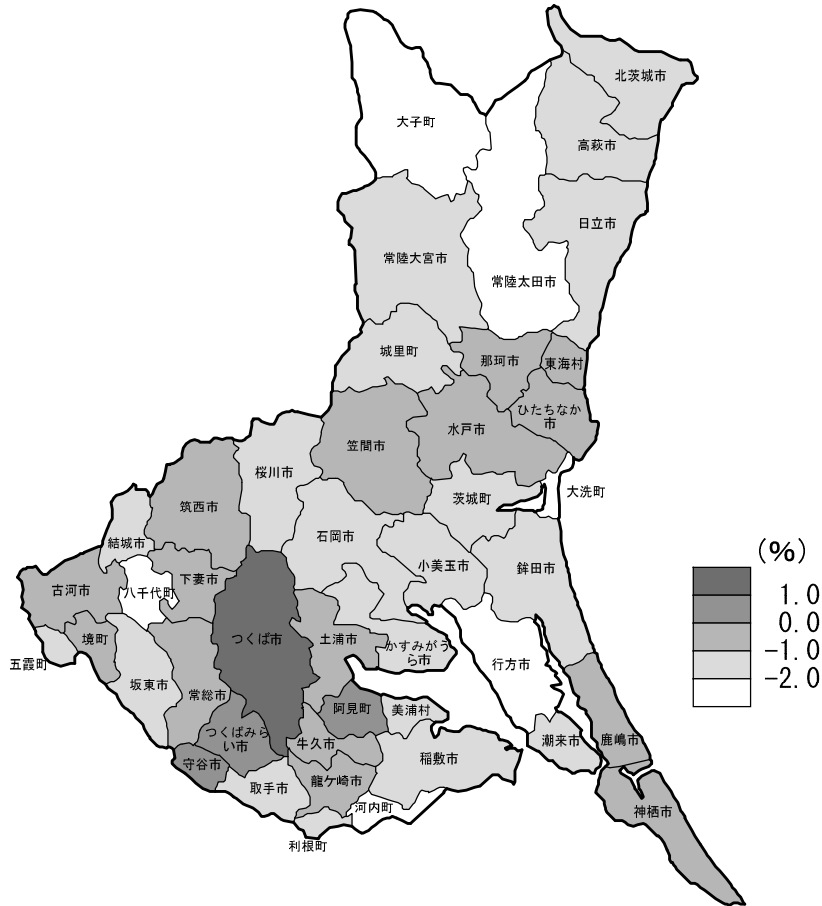 北茨城市
大子町
高萩市
日立市
常陸大宮市
常陸太田市
城里町
那珂市
東海村
ひたちなか
市
水戸市
笠間市
桜川市
茨城町
大洗町
筑西市
石岡市
結城市
小美玉市
鉾田市
下妻市
古河市
八千代町
つくば市
土浦市
かすみがう
ら市
境町
五霞町
行方市
坂東市
常総市
阿見町
美浦村
つくばみら
い市
牛久市
潮来市
鹿嶋市
守谷市
稲敷市
取手市
龍ケ崎市
河内町
神栖市
利根町
(%)
1.0
0.0
-1.0
-2.0